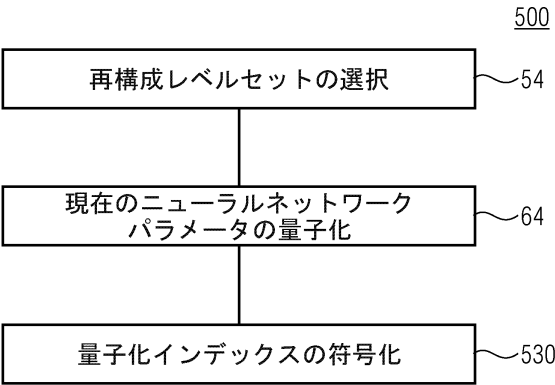 500
再構成レベルセットの選択
54
現在のニューラルネットワーク
パラメータの量子化
64
量子化インデックスの符号化
530